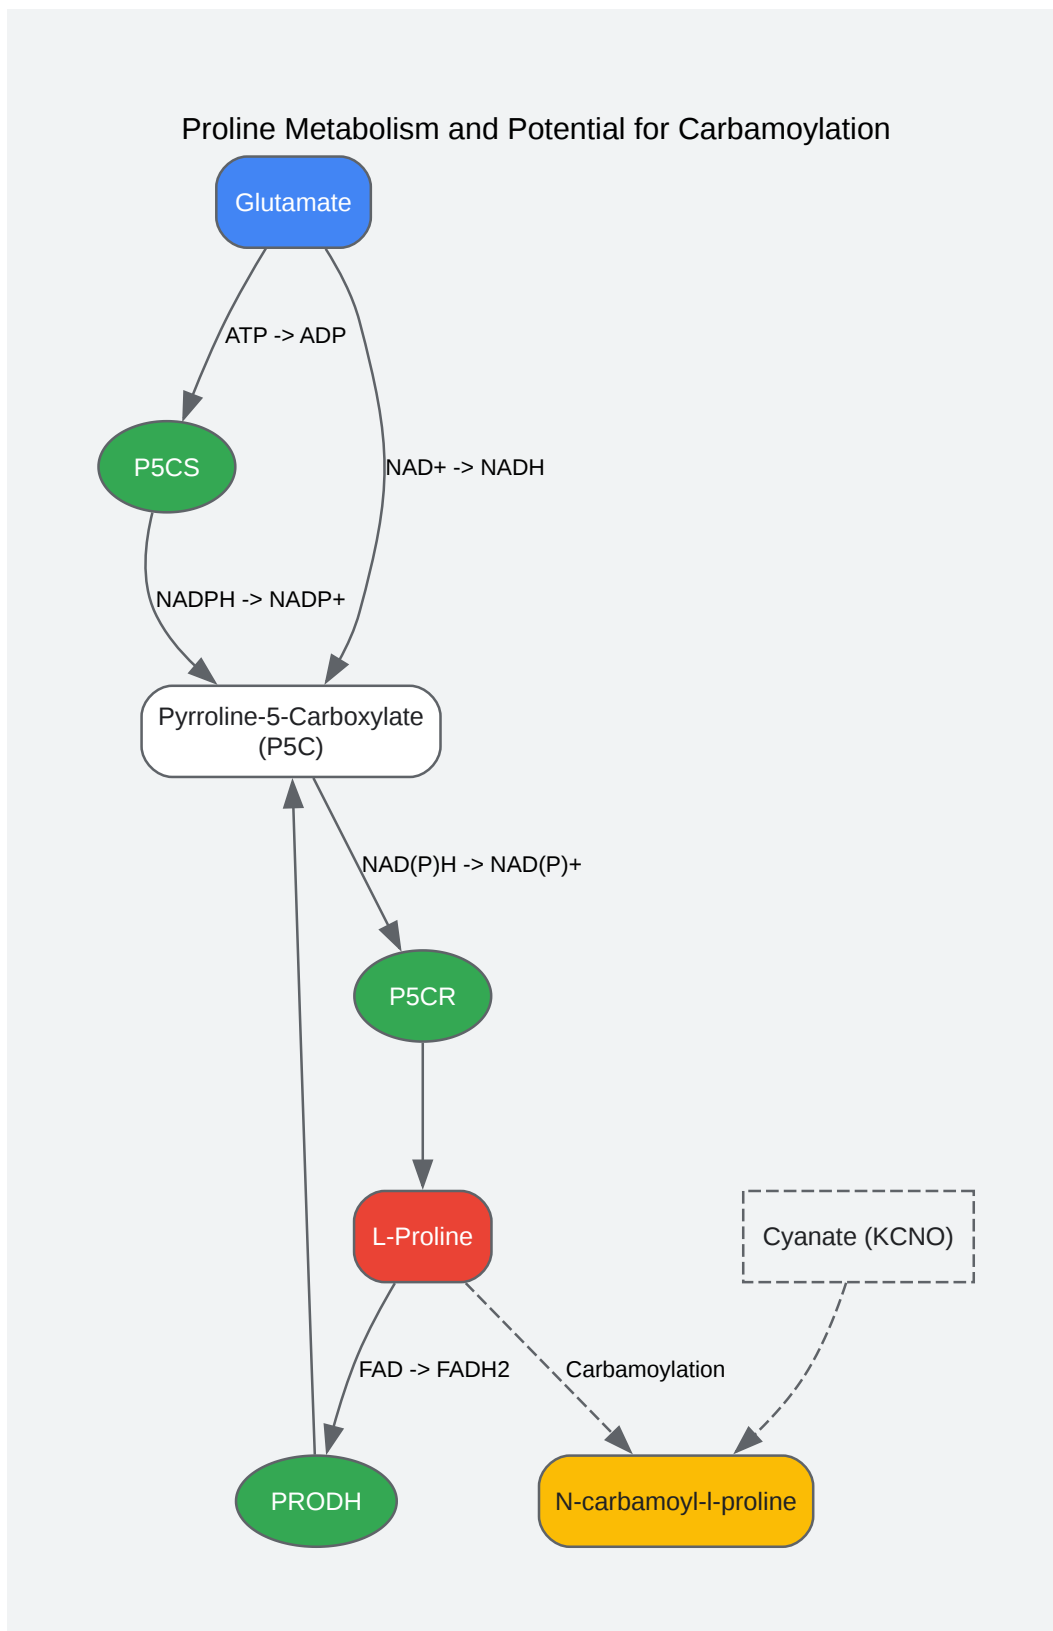 Proline Metabolism and Potential for Carbamoylation
Glutamate
ATP -> ADP
P5CS
NAD+ -> NADH
NADPH -> NADP+
Pyrroline-5-Carboxylate
(P5C)
NAD(P)H -> NAD(P)+
P5CR
L-Proline
Cyanate (KCNO)
FAD -> FADH2
Carbamoylation
PRODH
N-carbamoyl-l-proline